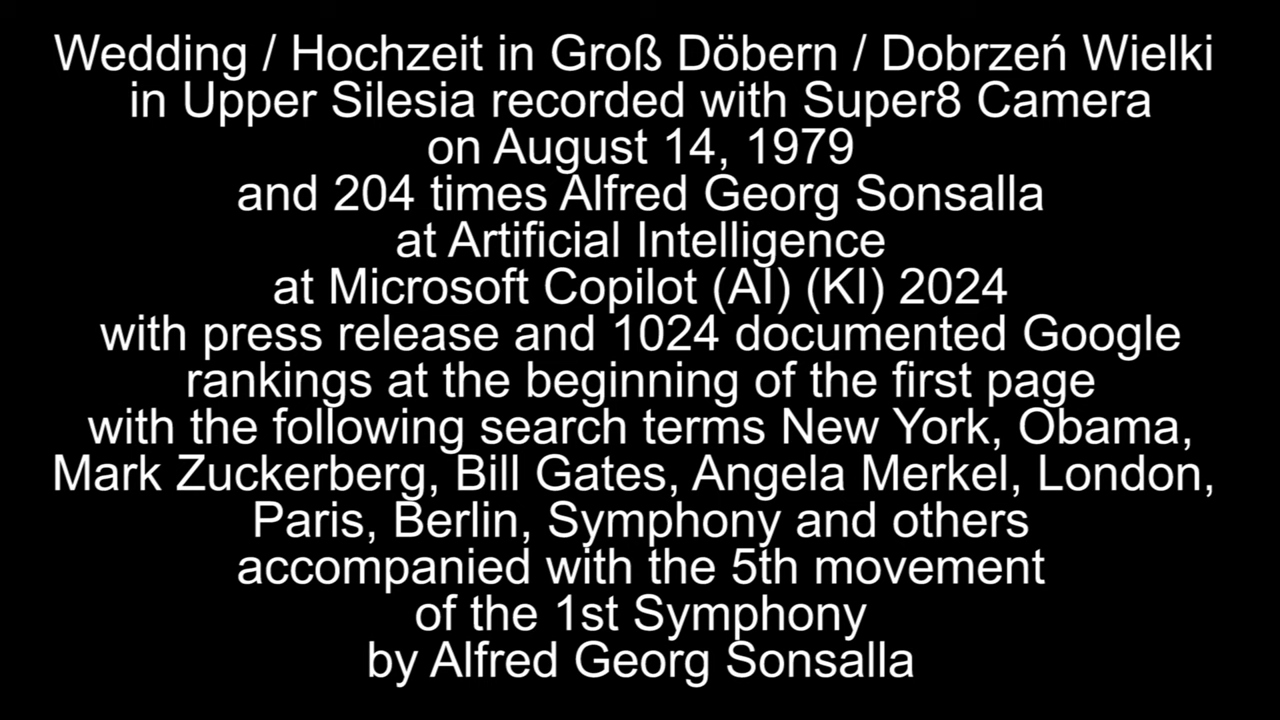 Wedding / Hochzeit in Groß Döbern / Dobrzeń Wielki
in Upper Silesia recorded with Super8 Camera
on August 14, 1979
and 204 times Alfred Georg Sonsalla
at Artificial Intelligence
at Microsoft Copilot (AI) (KI) 2024
with press release and 1024 documented Google
rankings at the beginning of the first page
with the following search terms New York, Obama,
Mark Zuckerberg, Bill Gates, Angela Merkel, London,
Paris, Berlin, Symphony and others
accompanied with the 5th movement
of the 1st Symphony
by Alfred Georg Sonsalla